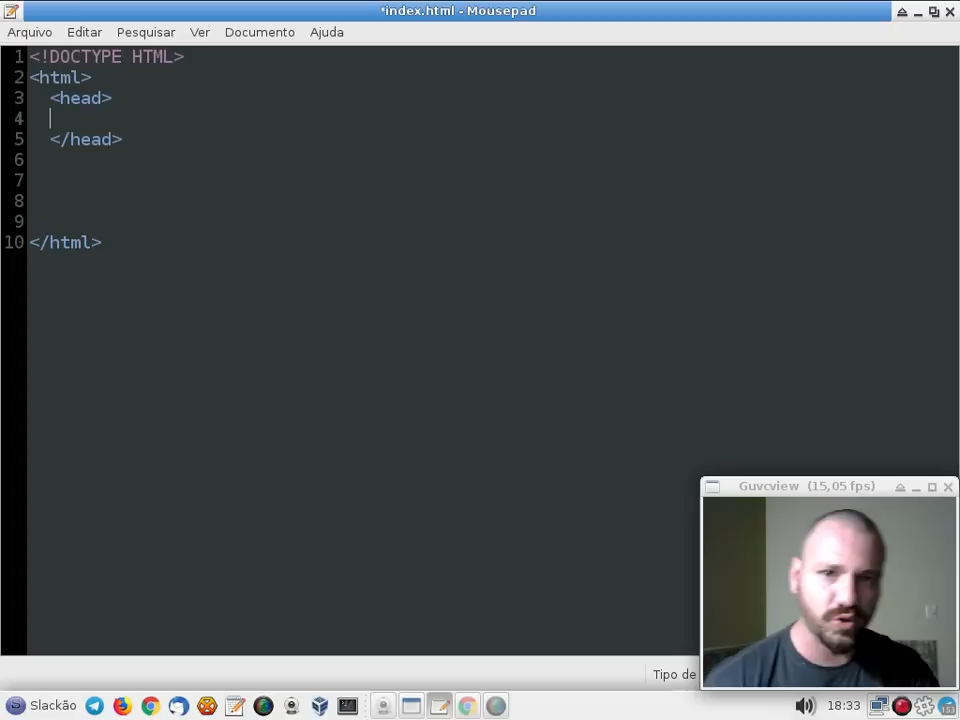 *index.html - Mousepad
Arquivo Editar Pesquisar Ver Documento Ajuda
1 <!DOCTYPE HTML>
2 <html>
3 <head>
4
5 </head>
6
7
8
9
10 </html>
Guvcview (15,05 fps)
Tipo de
Slackão
18:33
153